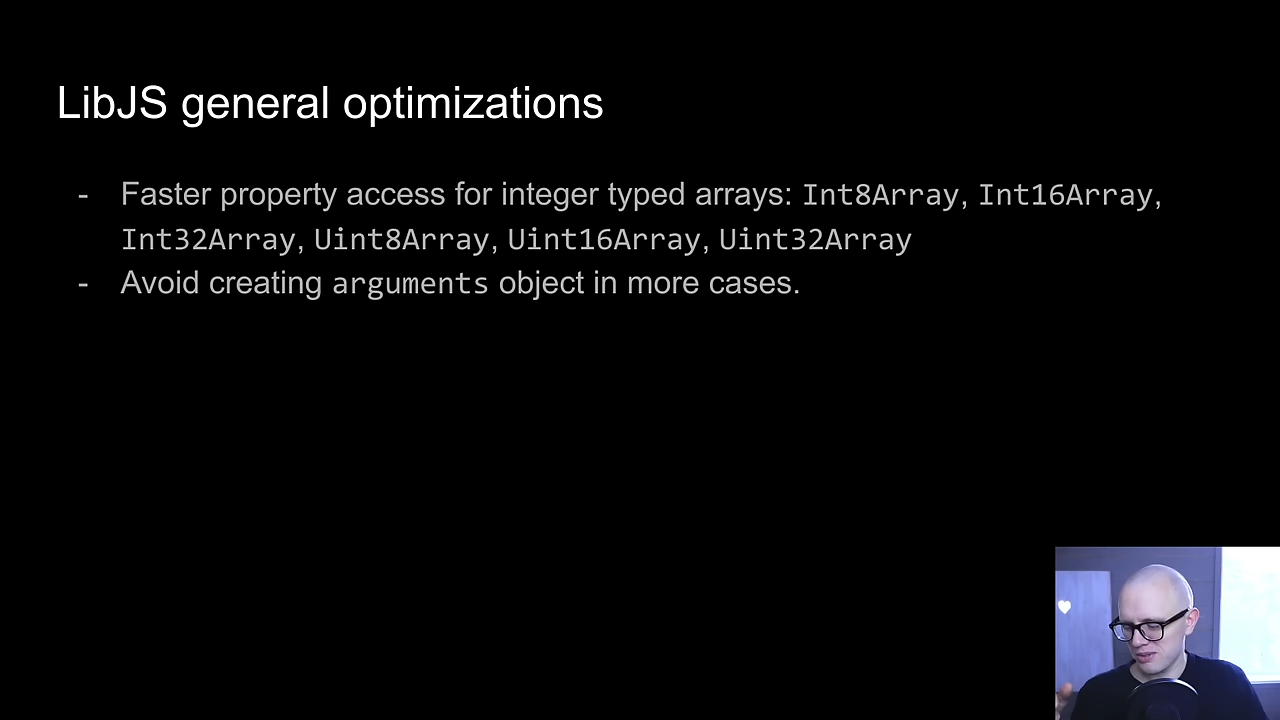 LibJS general optimizations
- Faster property access for integer typed arrays: Int8Array, Int16Array,
Int32Array, Uint8Array, Uint16Array, Uint32Array
- Avoid creating arguments object in more cases.